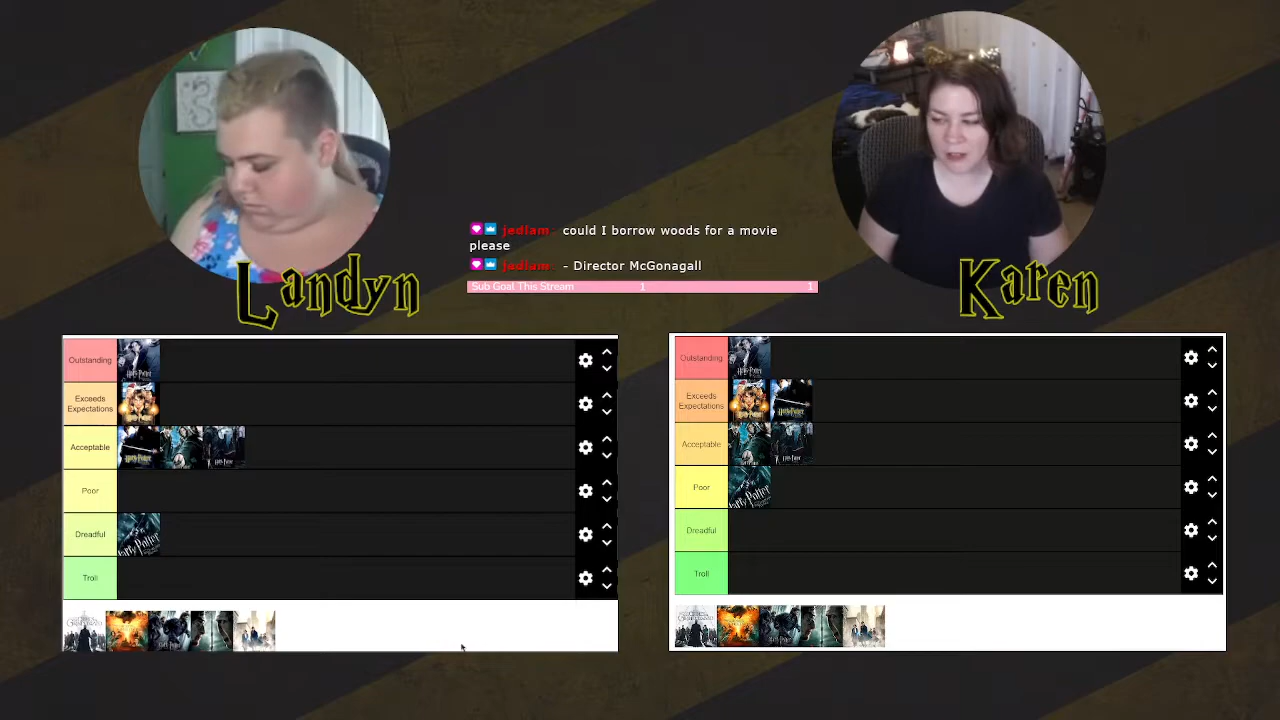 jedlam: could I borrow woods for a movie
please
jedlam: - Director McGonagall
Sub Goal This Stream 1 1
Landyn
Karen
Outstanding
Exceeds
Expectations
Acceptable
Poor
Dreadful
Troll
Outstanding
Exceeds
Expectations
Acceptable
Poor
Dreadful
Troll